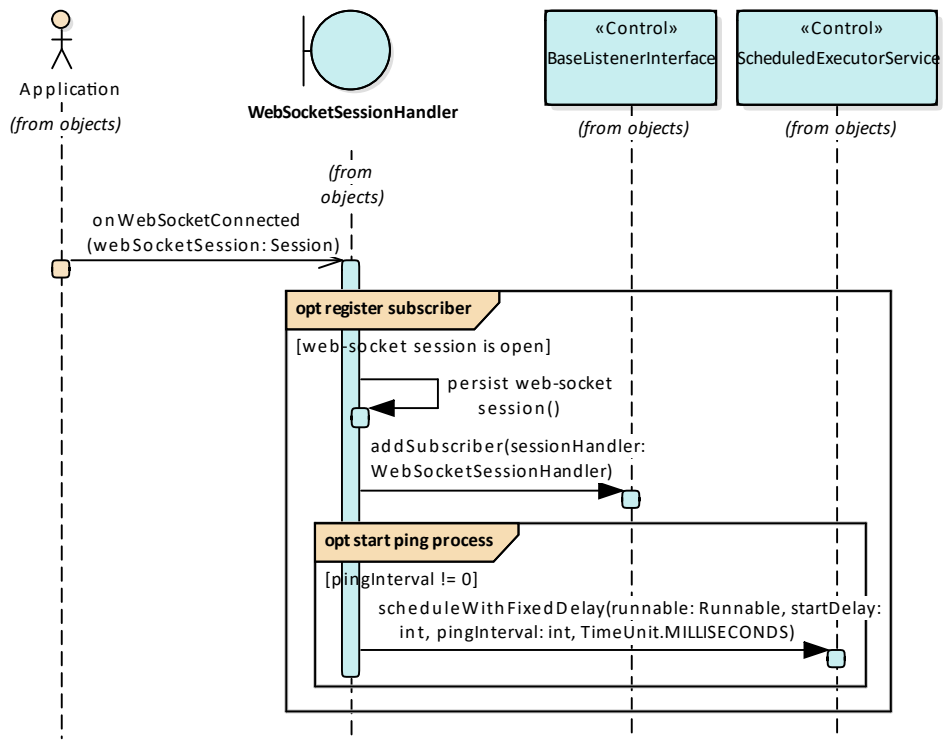 Application
(from objects)
WebSocketSessionHandler
(from
objects)
«Control»
BaseListenerInterface
(from objects)
«Control»
ScheduledExecutorService
(from objects)
onWebSocketConnected
(webSocketSession: Session)
opt register subscriber
[web-socket session is open]
persist web-socket
session()
addSubscriber(sessionHandler:
WebSocketSessionHandler)
opt start ping process
[pingInterval != 0]
scheduleWithFixedDelay(runnable: Runnable, startDelay:
int, pingInterval: int, TimeUnit.MILLISECONDS)